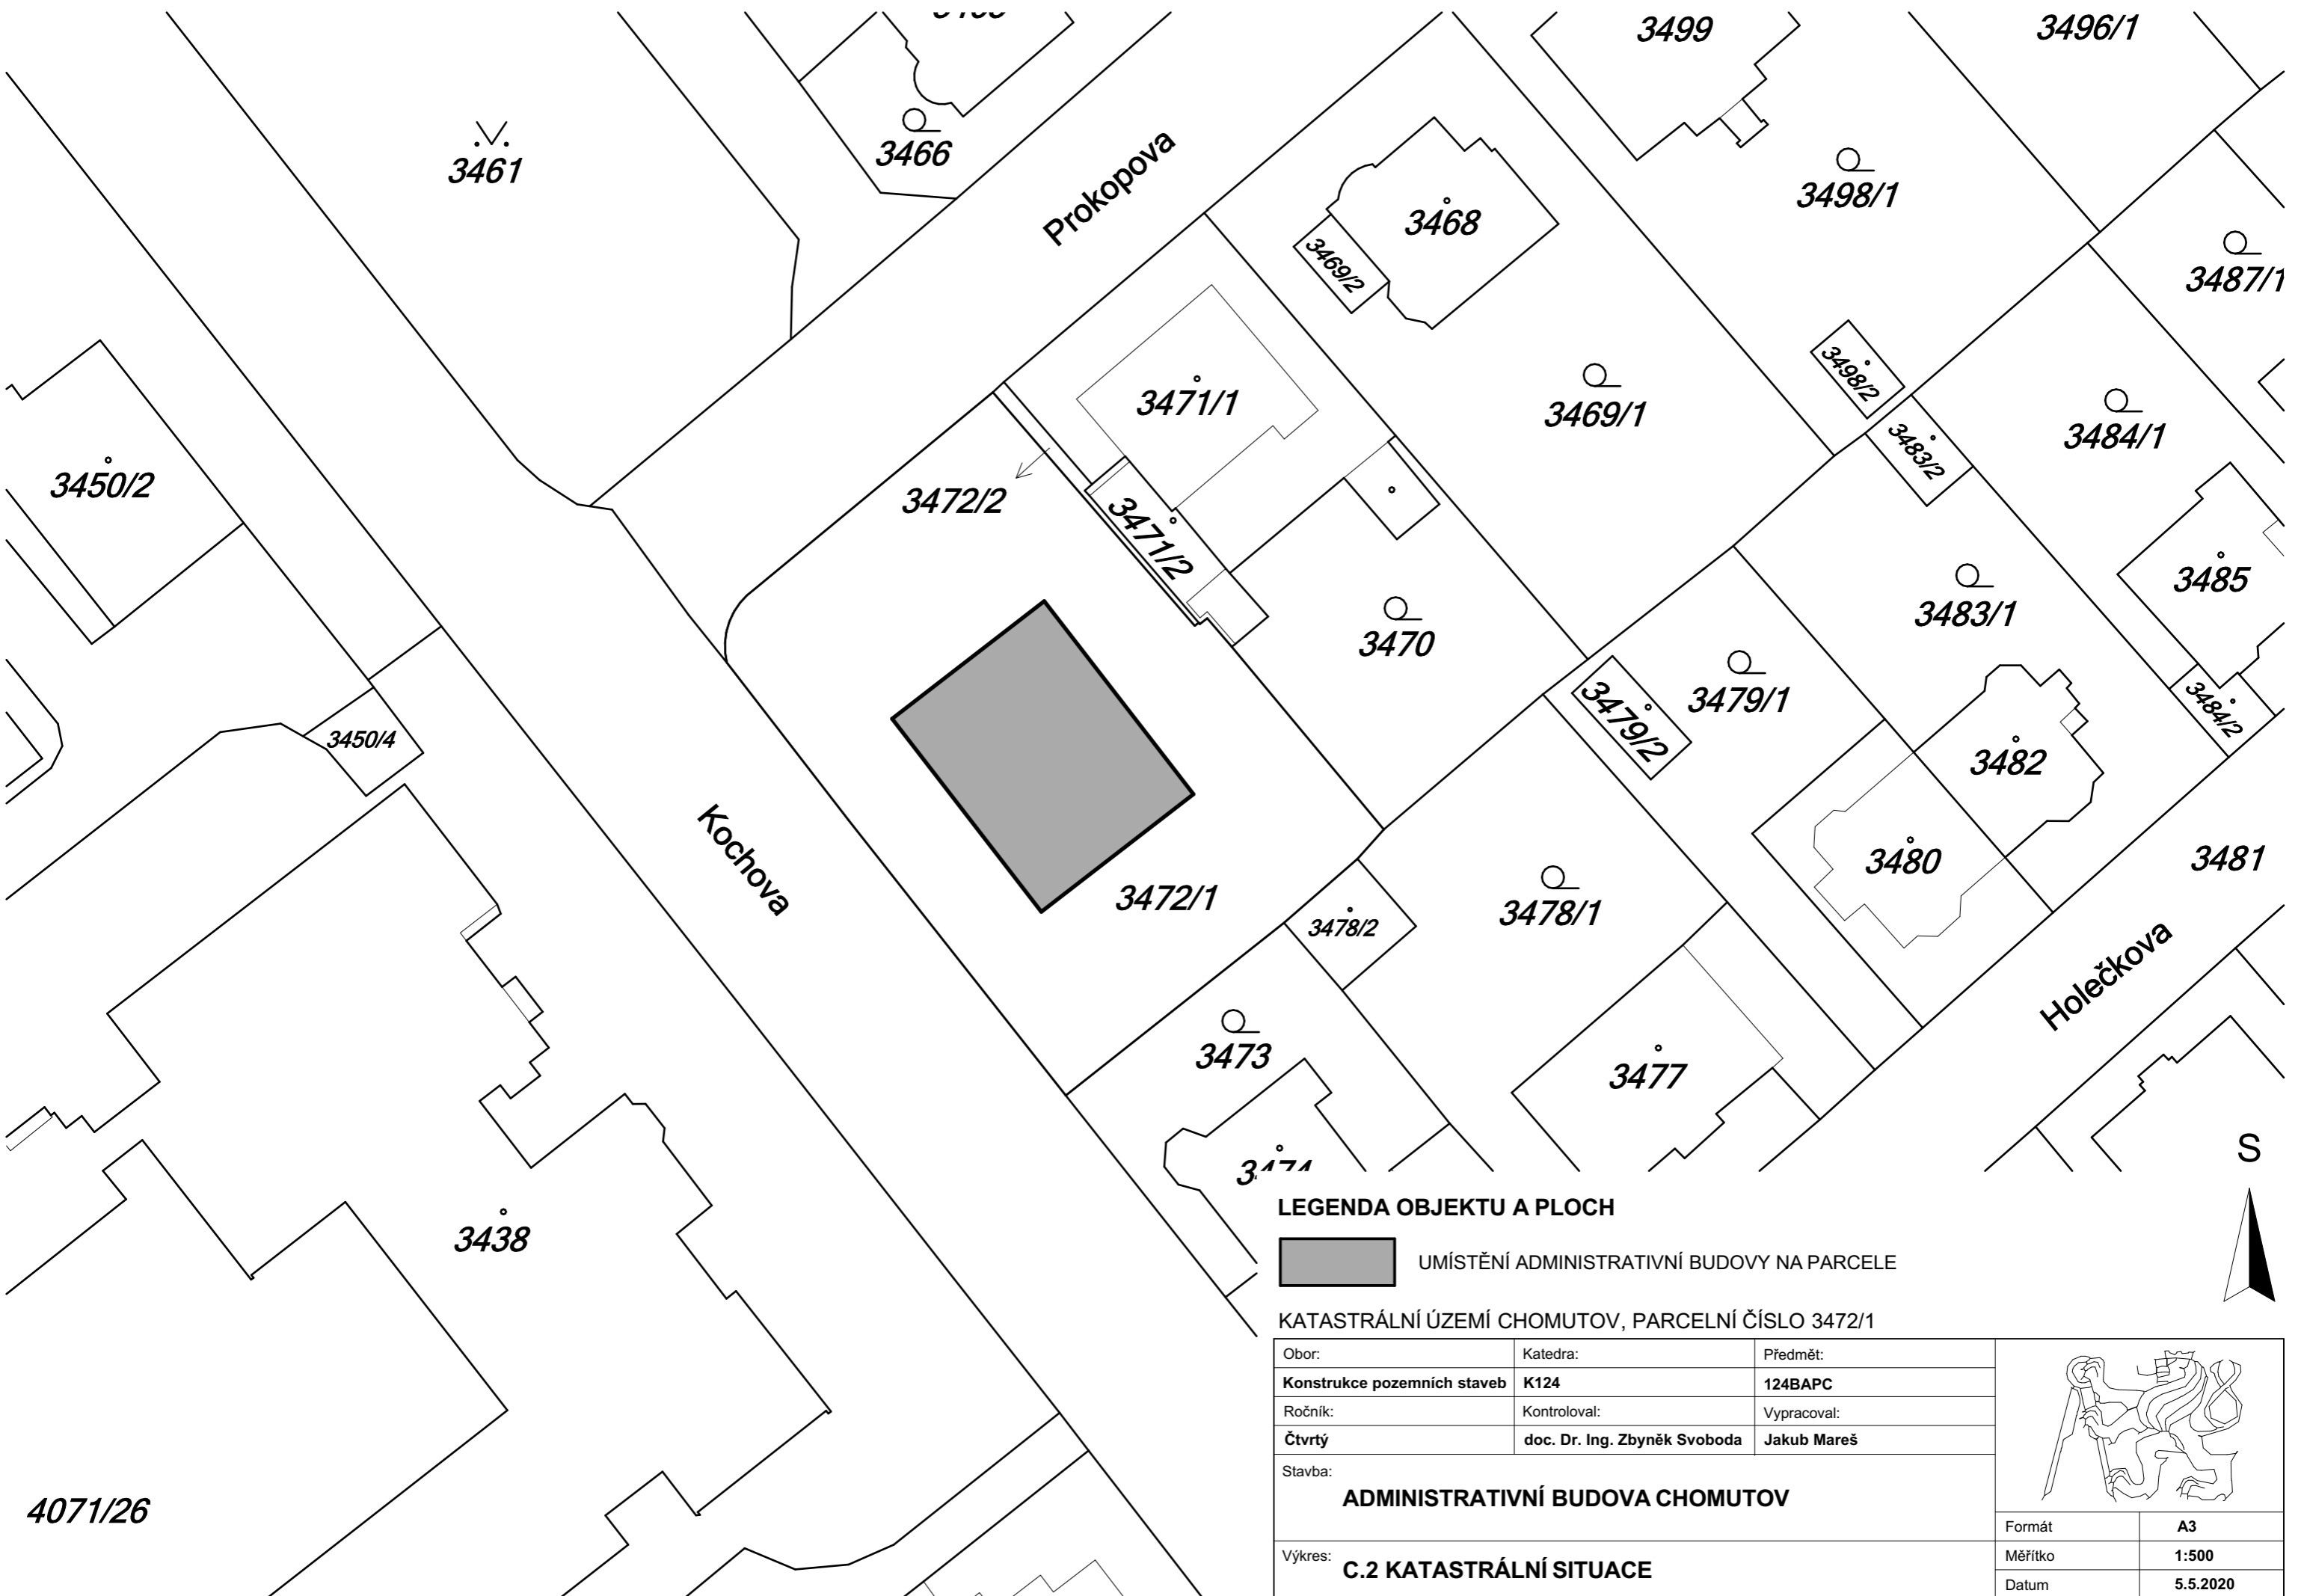 3499
3496/1
3461
3466
Prokopova
3498/1
3468
3469/2
3487/1
3471/1
3469/1
3498/2
3484/1
3483/2
3450/2
3472/2
3471/2
3485
3470
3483/1
3479/1
3479/2
3484/2
3450/4
3482
Kochova
3480
3481
3472/1
3478/2
3478/1
Holečkova
3473
3477
3474
S
3438
4071/26
LEGENDA OBJEKTU A PLOCH
UMÍSTĚNÍ ADMINISTRATIVNÍ BUDOVY NA PARCELE
KATASTRÁLNÍ ÚZEMÍ CHOMUTOV, PARCELNÍ ČÍSLO 3472/1
Obor: Katedra: Předmět:
Konstrukce pozemních staveb K124 124BAPC
Ročník: Kontroloval: Vypracoval:
Čtvrtý doc. Dr. Ing. Zbyněk Svoboda Jakub Mareš
Stavba:
ADMINISTRATIVNÍ BUDOVA CHOMUTOV
Formát A3
Výkres: C.2 KATASTRÁLNÍ SITUACE
Měřítko 1:500
Datum 5.5.2020